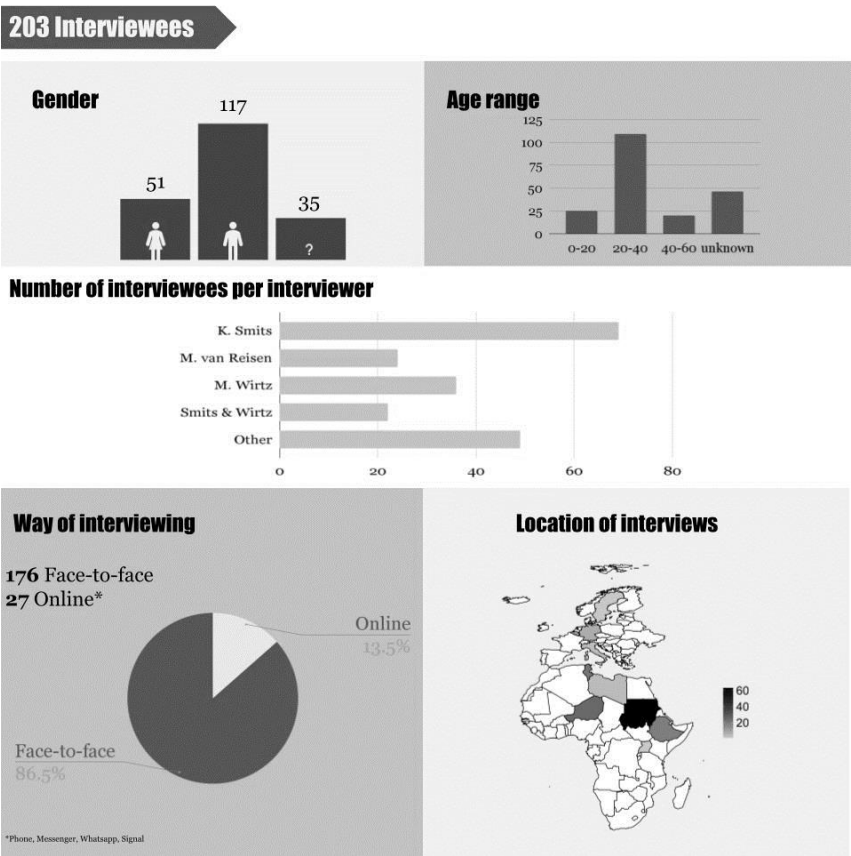 203 Interviewees
Gender
117
51
35
?
Age range
125
100
75
50
25
0
0-20 20-40 40-60 unknown
Number of interviewees per interviewer
K. Smits
M. van Reisen
M. Wirtz
Smits & Wirtz
Other
0 20 40 60 80
Way of interviewing
176 Face-to-face
27 Online*
Online
13.5%
Face-to-face
86.5%
*Phone, Messenger, Whatsapp, Signal
Location of interviews
60
40
20